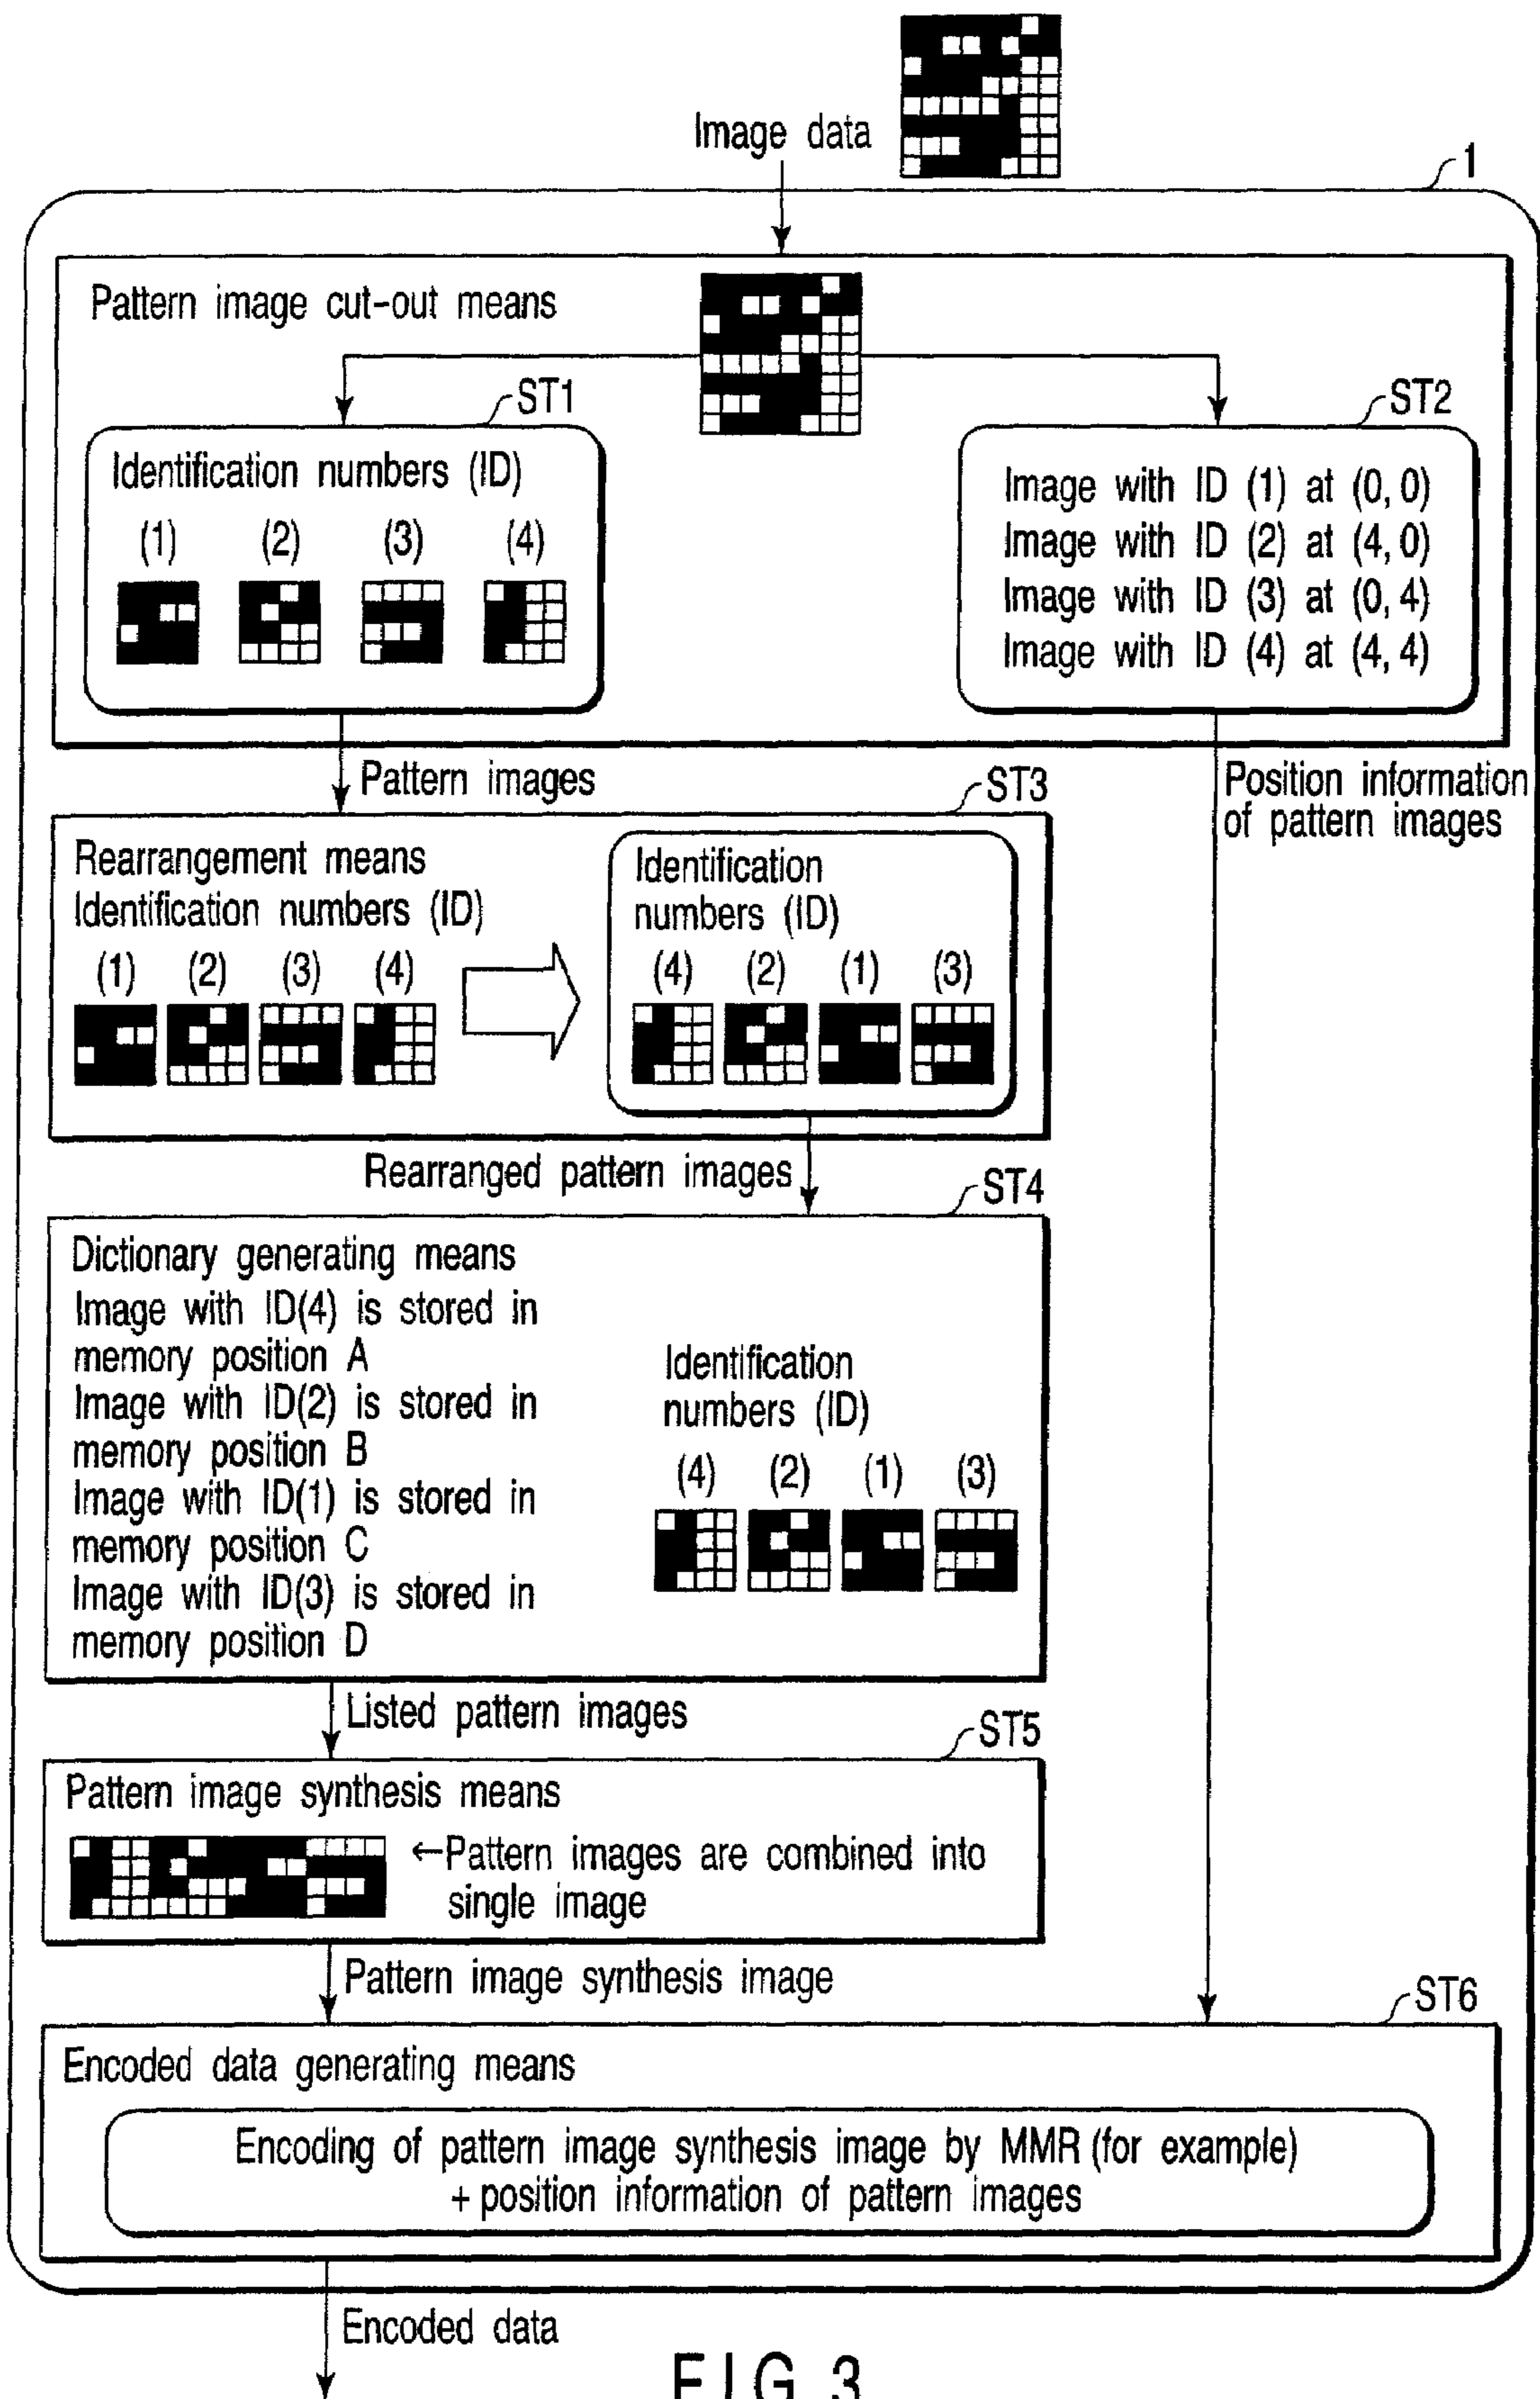 Image data
1
Pattern image cut-out means
ST1
ST2
Identification numbers (ID)
(1) (2) (3) (4)
Image with ID (1) at (0, 0)
Image with ID (2) at (4, 0)
Image with ID (3) at (0, 4)
Image with ID (4) at (4, 4)
Pattern images
Position information
of pattern images
ST3
Rearrangement means
Identification numbers (ID)
(1) (2) (3) (4)
Identification
numbers (ID)
(4) (2) (1) (3)
Rearranged pattern images
ST4
Dictionary generating means
Image with ID(4) is stored in
memory position A
Image with ID(2) is stored in
memory position B
Image with ID(1) is stored in
memory position C
Image with ID(3) is stored in
memory position D
Identification
numbers (ID)
(4) (2) (1) (3)
Listed pattern images
ST5
Pattern image synthesis means
←Pattern images are combined into
single image
Pattern image synthesis image
ST6
Encoded data generating means
Encoding of pattern image synthesis image by MMR (for example)
+ position information of pattern images
Encoded data
FIG. 3